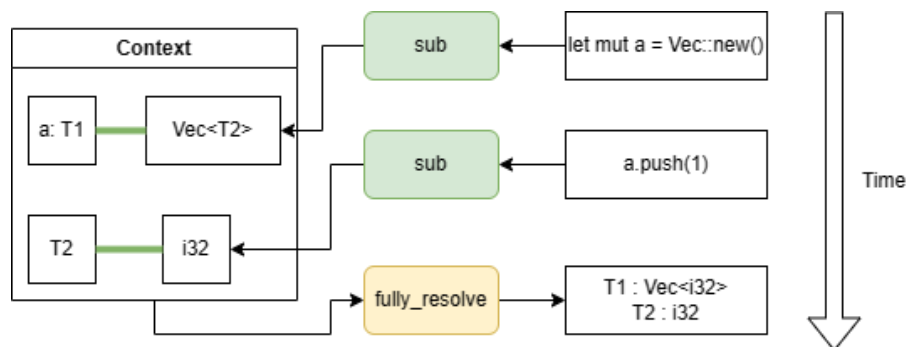 Context
sub
let mut a = Vec::new()
a: T1
Vec<T2>
sub
a.push(1)
Time
T2
i32
fully_resolve
T1 : Vec<i32>
T2 : i32